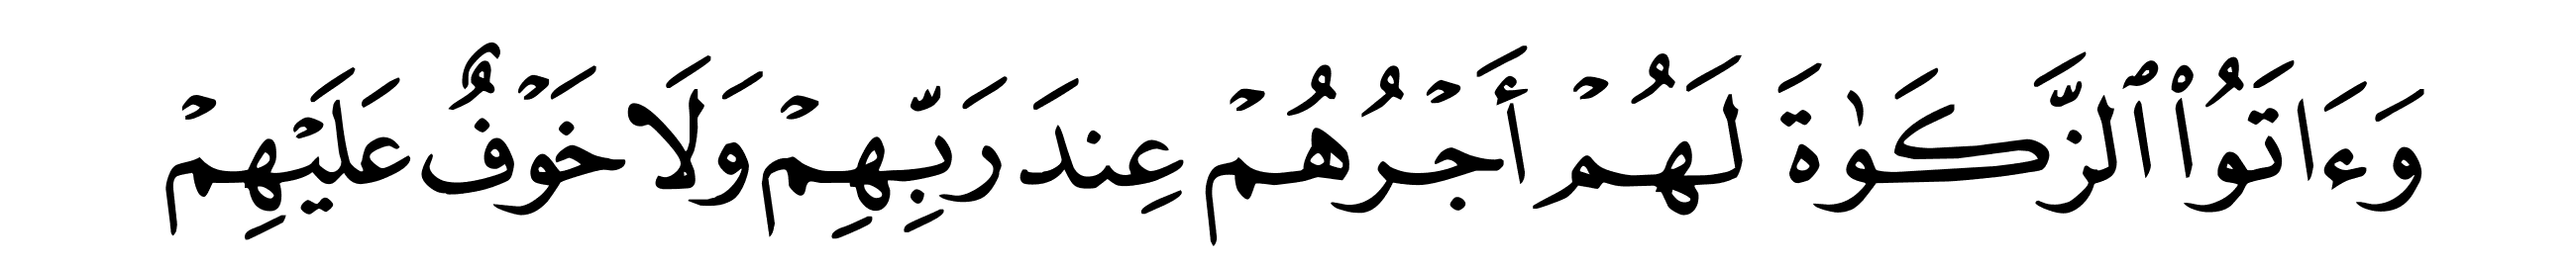 وَءَاتَوُا۟ ٱلزَّكَوٰةَ لَهُمْ أَجْرُهُمْ عِندَ رَبِّهِمْ وَلَا خَوْفٌ عَلَيْهِمْ